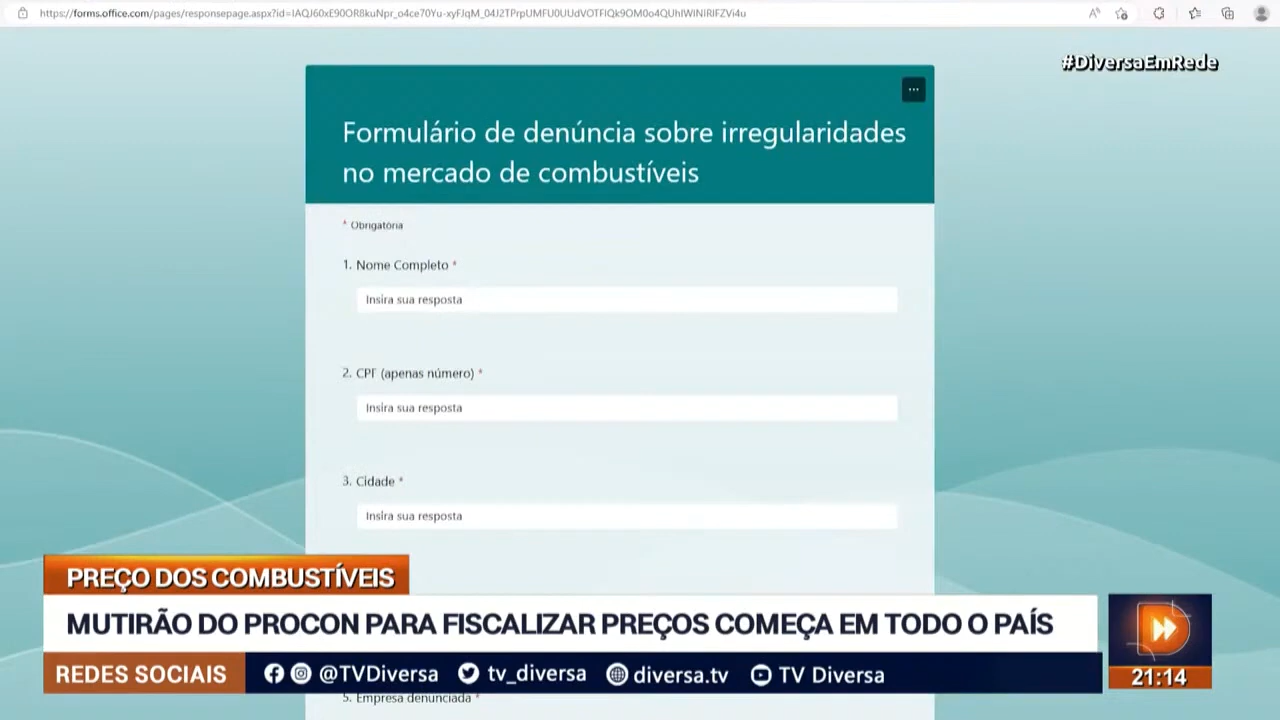 #DiversaEmRede
Formulário de denúncia sobre irregularidades
no mercado de combustíveis
* Obrigatória
1. Nome Completo *
Insira sua resposta
2. CPF (apenas número) *
Insira sua resposta
3. Cidade *
Insira sua resposta
PREÇO DOS COMBUSTÍVEIS
MUTIRÃO DO PROCON PARA FISCALIZAR PREÇOS COMEÇA EM TODO O PAÍS
REDES SOCIAIS @TVDiversa tv_diversa diversa.tv TV Diversa
21:14
5. Empresa denunciada *